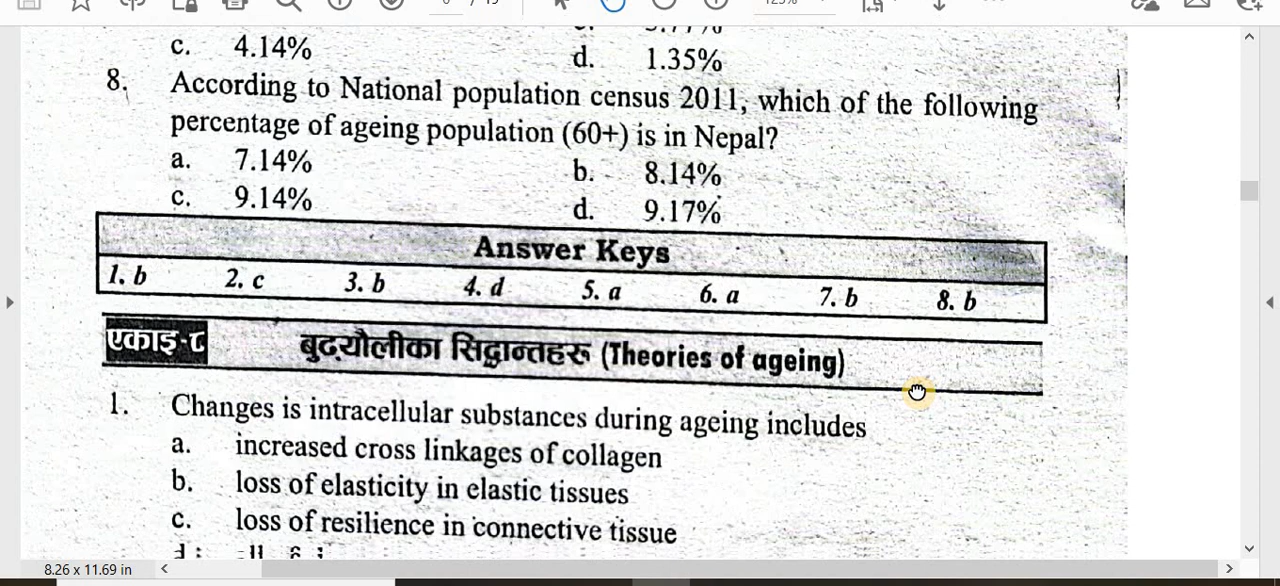 125%
c. 4.14% d. 1.35%
8. According to National population census 2011, which of the following
percentage of ageing population (60+) is in Nepal?
a. 7.14% b. 8.14%
c. 9.14% d. 9.17%
Answer Keys
1. b 2. c 3. b 4. d 5. a 6. a 7. b 8. b
एकाइ-८ बुढ्यौलीका सिद्धान्तहरू (Theories of ageing)
1. Changes is intracellular substances during ageing includes
a. increased cross linkages of collagen
b. loss of elasticity in elastic tissues
c. loss of resilience in connective tissue
8.26 x 11.69 in